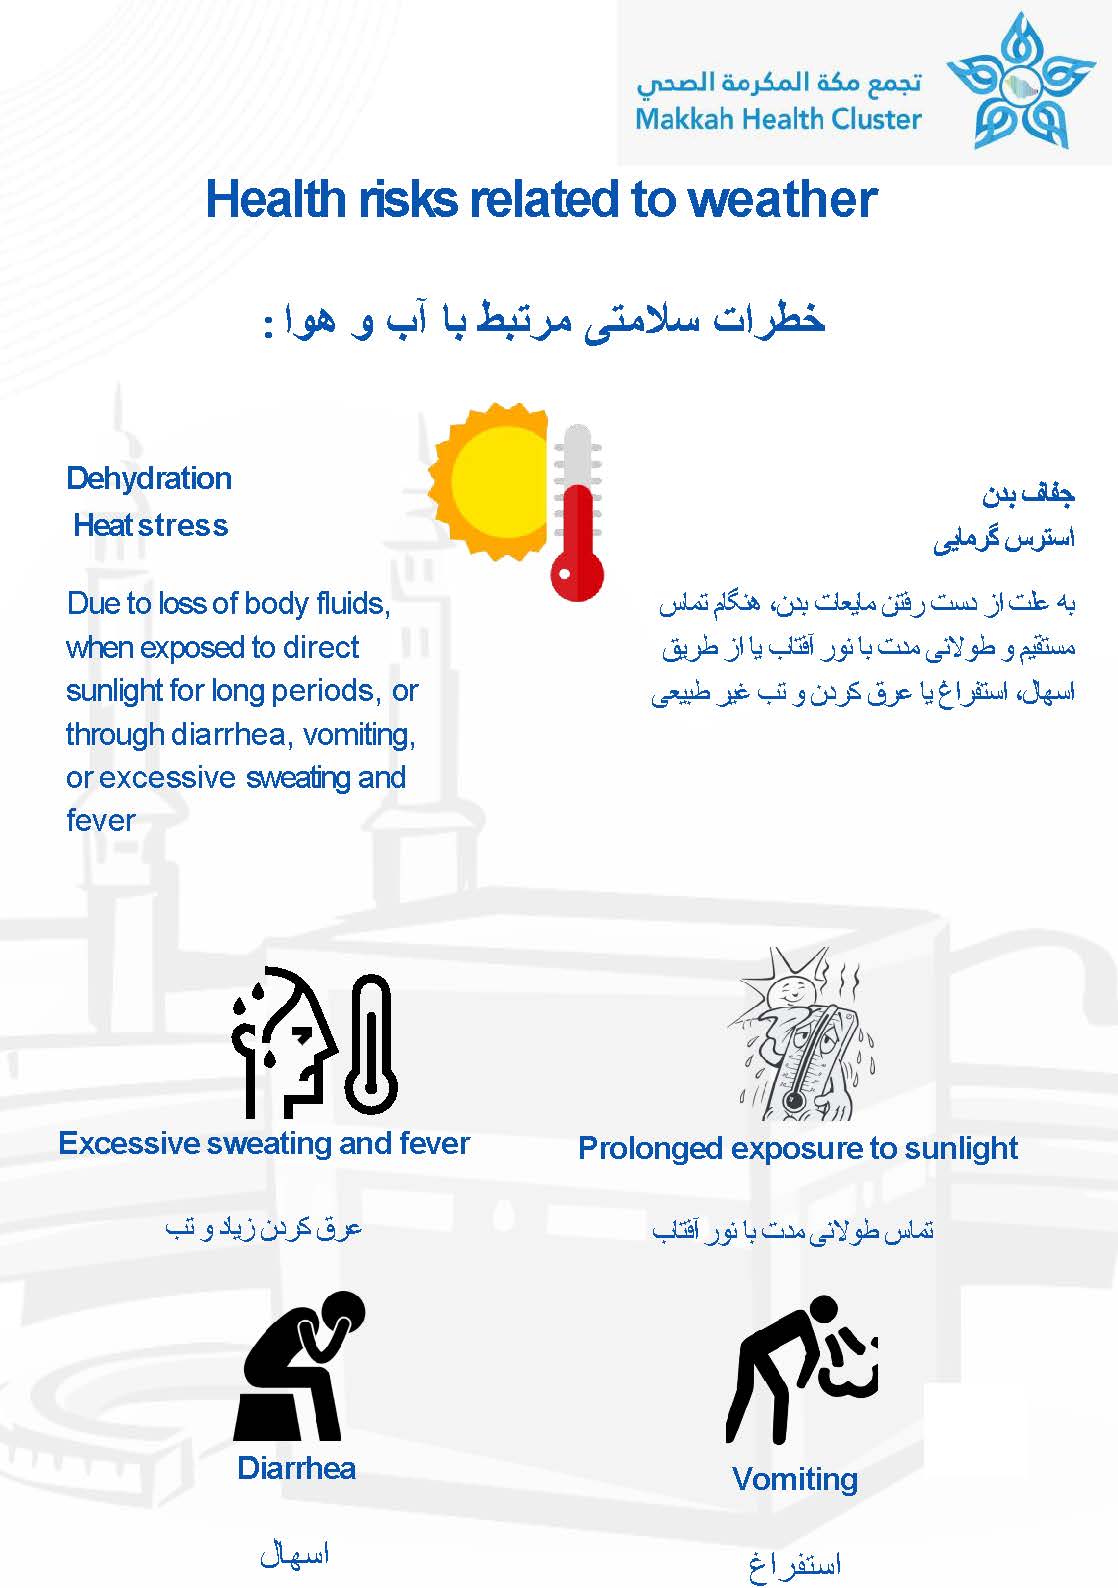 تجمع مكة المكرمة الصحي
Makkah Health Cluster
Health risks related to weather
خطرات سلامتی مرتبط با آب و هوا :
Dehydration
Heat stress
Due to loss of body fluids,
when exposed to direct
sunlight for long periods, or
through diarrhea, vomiting,
or excessive sweating and
fever
جفاف بدن
استرس گرمایی
به علت از دست رفتن مایعات بدن، هنگام تماس
مستقیم و طولانی مدت با نور آفتاب یا از طریق
اسهال، استفراغ یا عرق کردن و تب غیر طبیعی
Excessive sweating and fever
عرق کردن زیاد و تب
Prolonged exposure to sunlight
تماس طولانی مدت با نور آفتاب
Diarrhea
اسهال
Vomiting
استفراغ